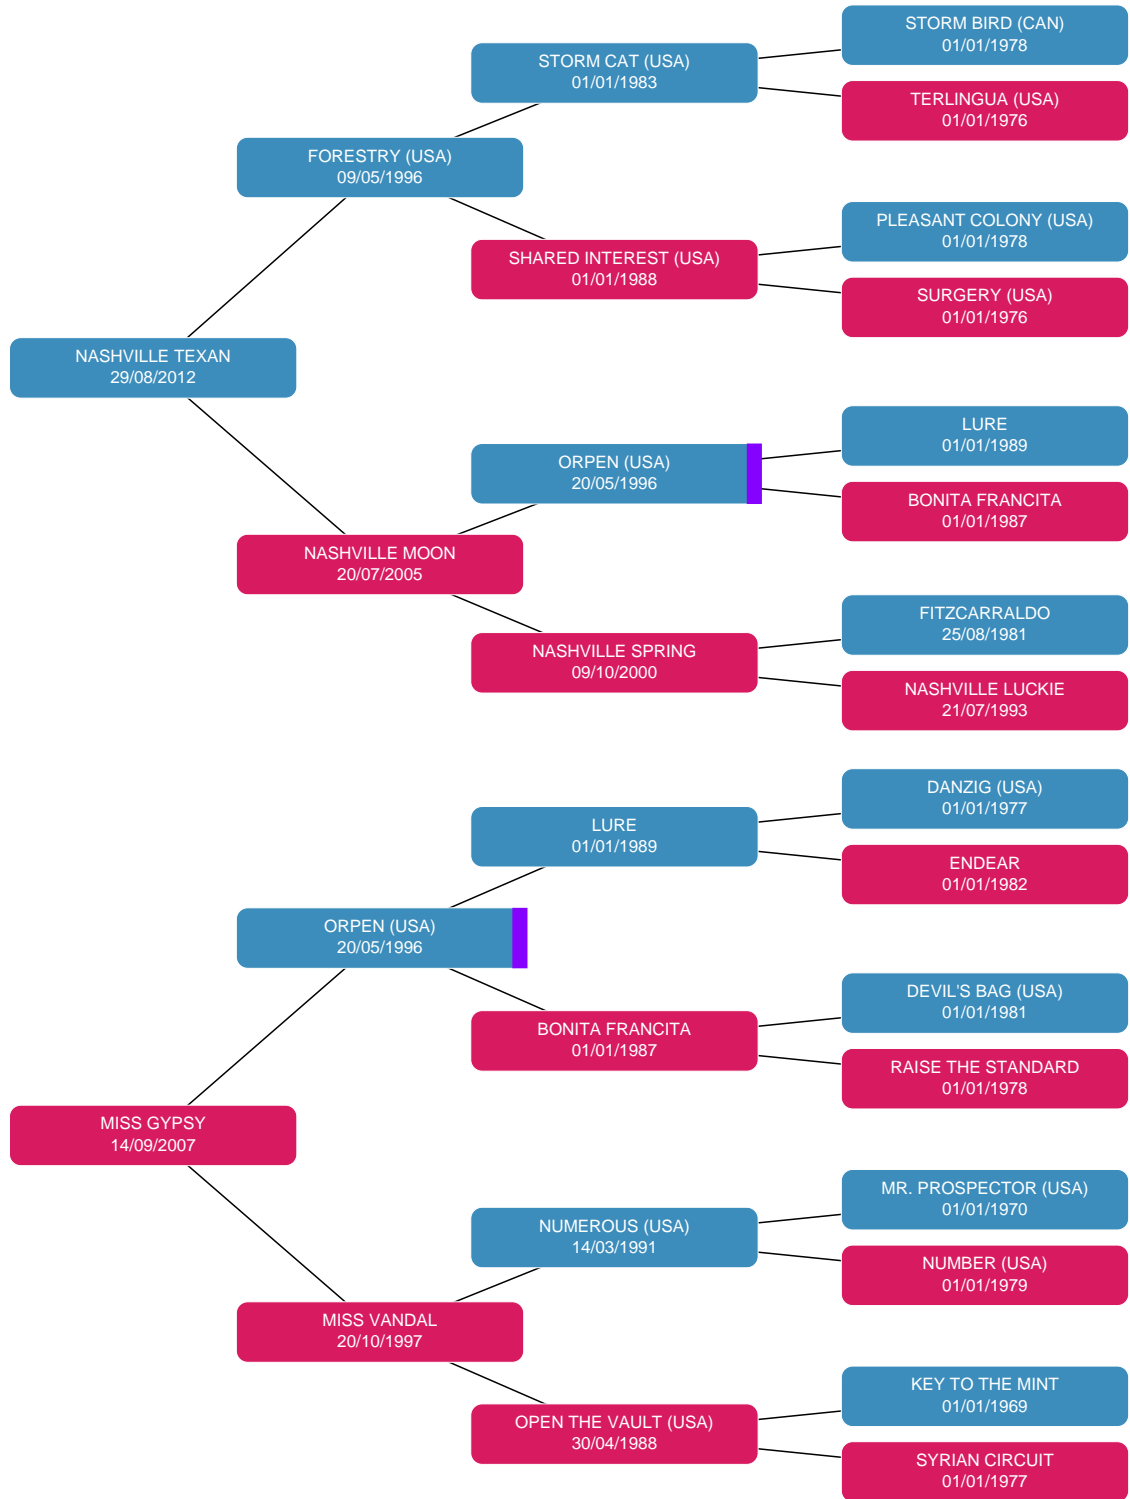 STORM BIRD (CAN)
01/01/1978
STORM CAT (USA)
01/01/1983
TERLINGUA (USA)
01/01/1976
FORESTRY (USA)
09/05/1996
PLEASANT COLONY (USA)
01/01/1978
SHARED INTEREST (USA)
01/01/1988
SURGERY (USA)
01/01/1976
NASHVILLE TEXAN
29/08/2012
LURE
01/01/1989
ORPEN (USA)
20/05/1996
BONITA FRANCITA
01/01/1987
NASHVILLE MOON
20/07/2005
FITZCARRALDO
25/08/1981
NASHVILLE SPRING
09/10/2000
NASHVILLE LUCKIE
21/07/1993
DANZIG (USA)
01/01/1977
LURE
01/01/1989
ENDEAR
01/01/1982
ORPEN (USA)
20/05/1996
DEVIL'S BAG (USA)
01/01/1981
BONITA FRANCITA
01/01/1987
RAISE THE STANDARD
01/01/1978
MISS GYPSY
14/09/2007
MR. PROSPECTOR (USA)
01/01/1970
NUMEROUS (USA)
14/03/1991
NUMBER (USA)
01/01/1979
MISS VANDAL
20/10/1997
KEY TO THE MINT
01/01/1969
OPEN THE VAULT (USA)
30/04/1988
SYRIAN CIRCUIT
01/01/1977